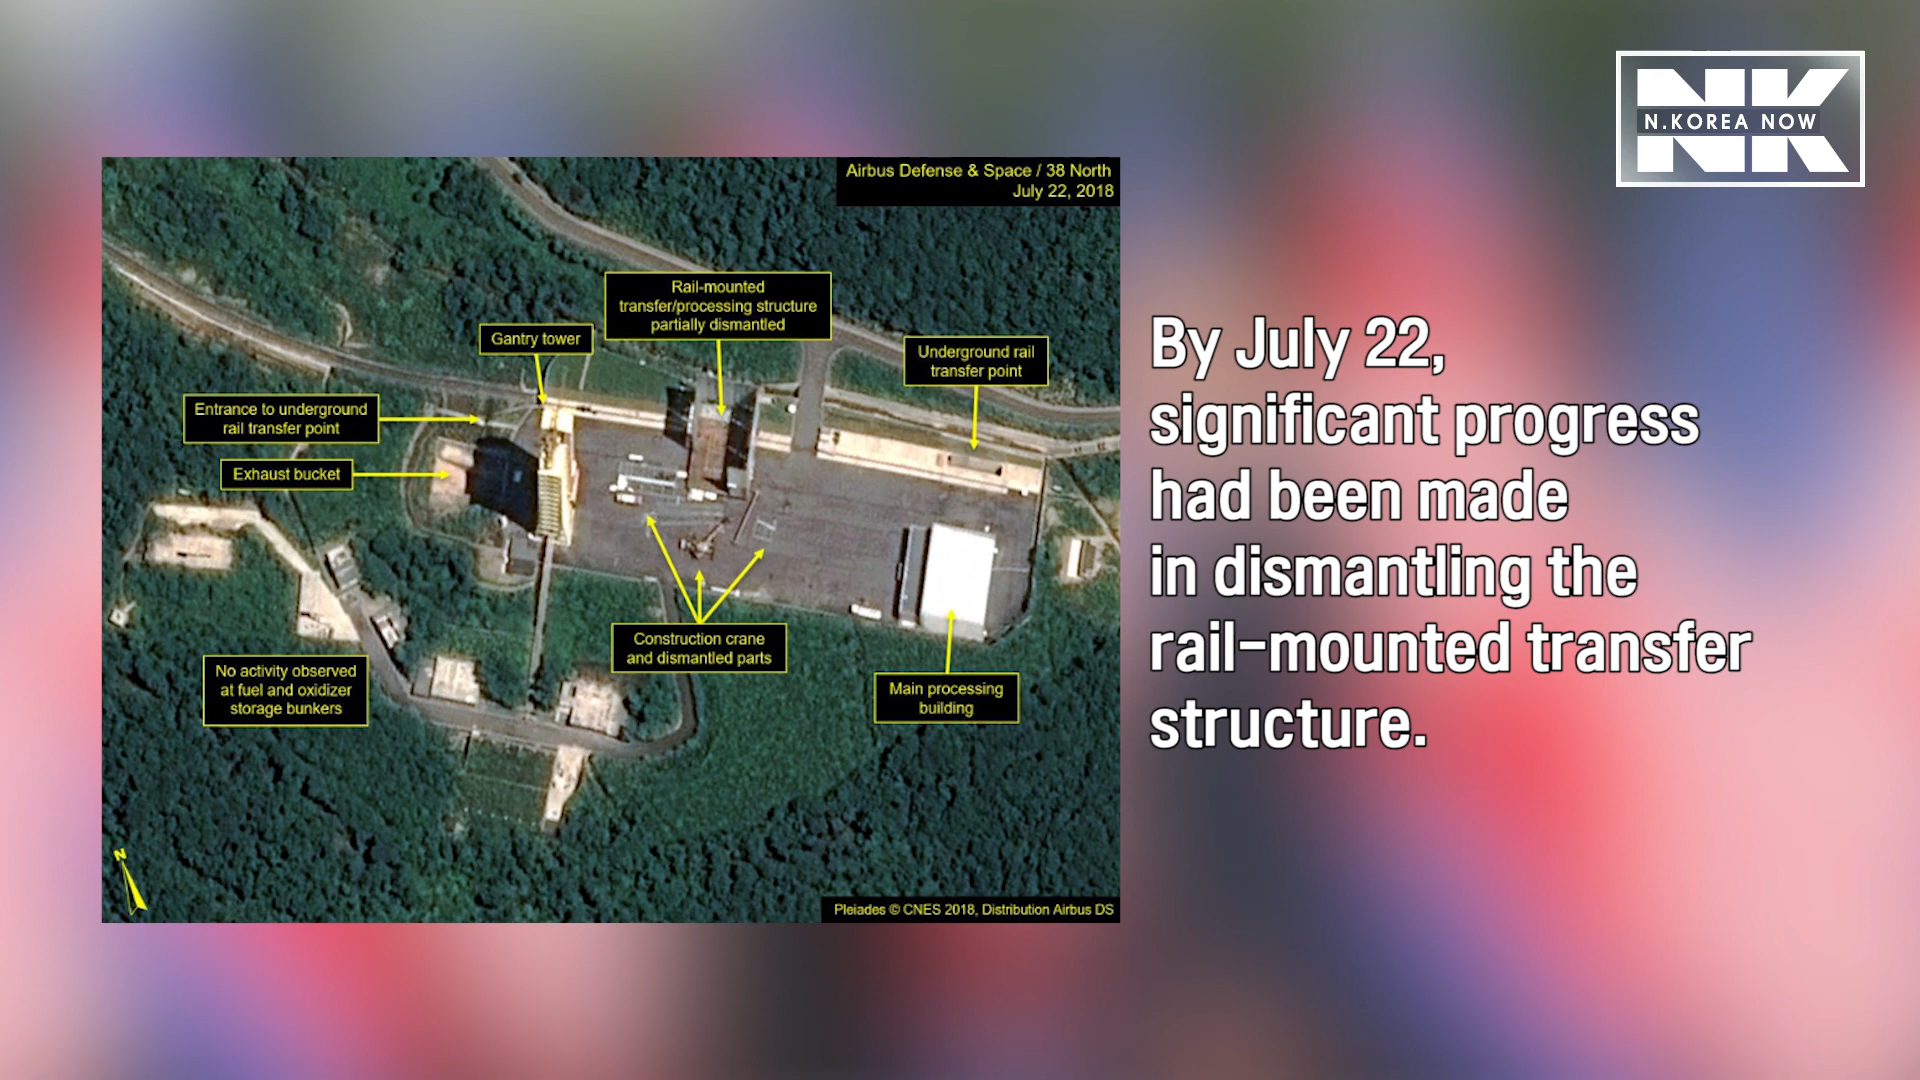 NK
N.KOREA NOW
Airbus Defense & Space / 38 North
July 22, 2018
Rail-mounted
transfer/processing structure
partially dismantled
Gantry tower
Underground rail
transfer point
Entrance to underground
rail transfer point
Exhaust bucket
Construction crane
and dismantled parts
No activity observed
at fuel and oxidizer
storage bunkers
Main processing
building
N
Pleiades © CNES 2018, Distribution Airbus DS
By July 22,
significant progress
had been made
in dismantling the
rail-mounted transfer
structure.